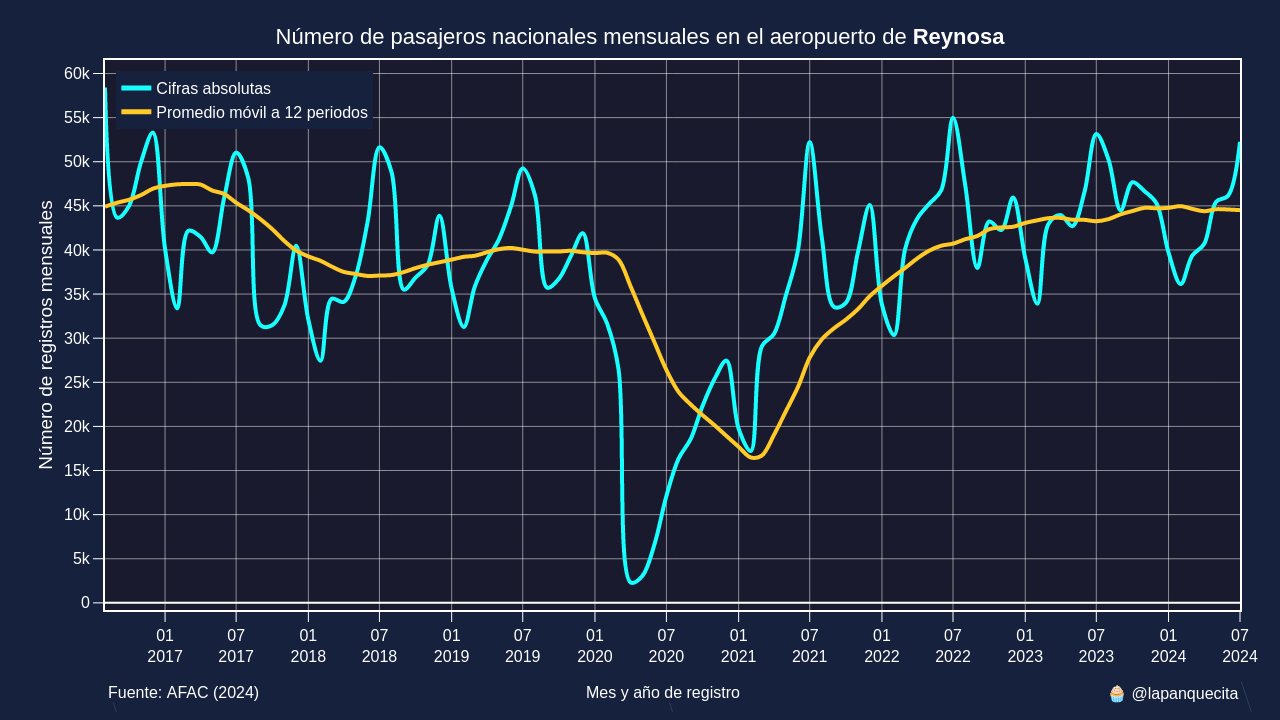 Número de pasajeros nacionales mensuales en el aeropuerto de Reynosa
Cifras absolutas
Promedio móvil a 12 periodos
Número de registros mensuales
60k
55k
50k
45k
40k
35k
30k
25k
20k
15k
10k
5k
0
01 07 01 07 01 07 01 07 01 07 01 07 01 07 01 07
2017 2017 2018 2018 2019 2019 2020 2020 2021 2021 2022 2022 2023 2023 2024 2024
Fuente: AFAC (2024)
Mes y año de registro
🧁 @lapanquecita